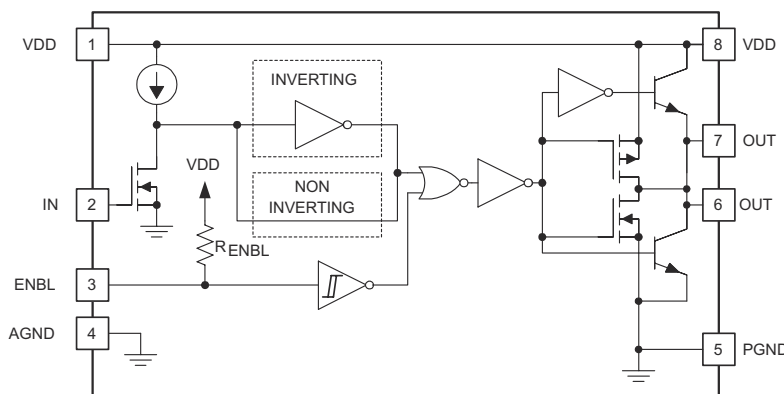 VDD 1
8 VDD
INVERTING
VDD
NON
INVERTING
7 OUT
IN 2
6 OUT
RENBL
ENBL 3
AGND 4
5 PGND